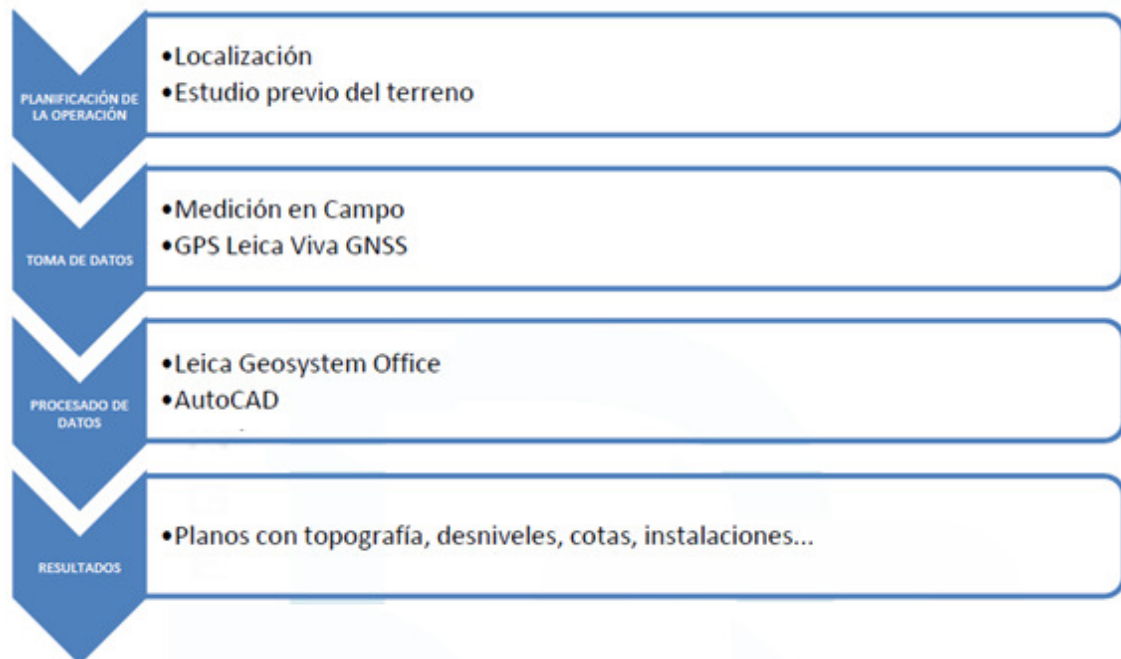 PLANIFICACIÓN DE
LA OPERACIÓN
•Localización
•Estudio previo del terreno
TOMA DE DATOS
•Medición en Campo
•GPS Leica Viva GNSS
PROCESADO DE
DATOS
•Leica Geosystem Office
•AutoCAD
RESULTADOS
•Planos con topografía, desniveles, cotas, instalaciones...